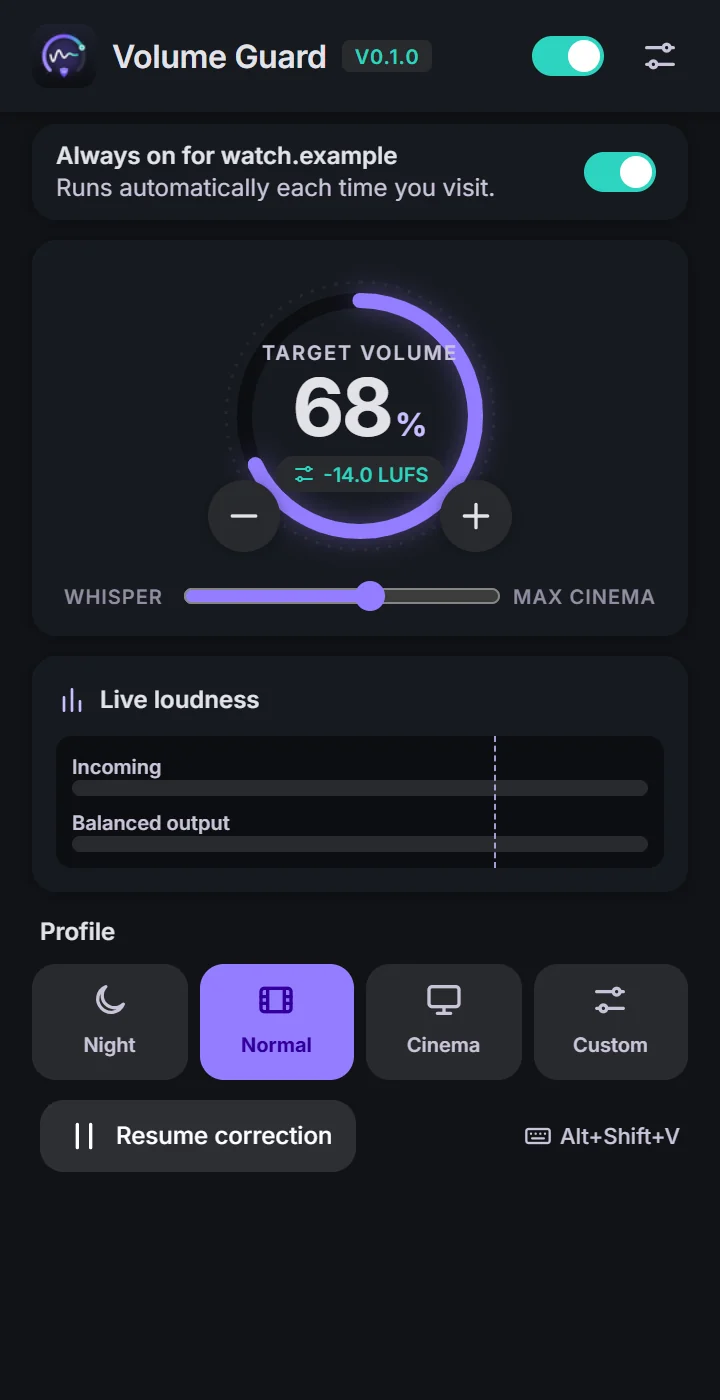 Volume Guard V0.1.0
Always on for watch.example
Runs automatically each time you visit.
TARGET VOLUME
68%
-14.0 LUFS
WHISPER MAX CINEMA
Live loudness
Incoming
Balanced output
Profile
Night Normal Cinema Custom
Resume correction Alt+Shift+V